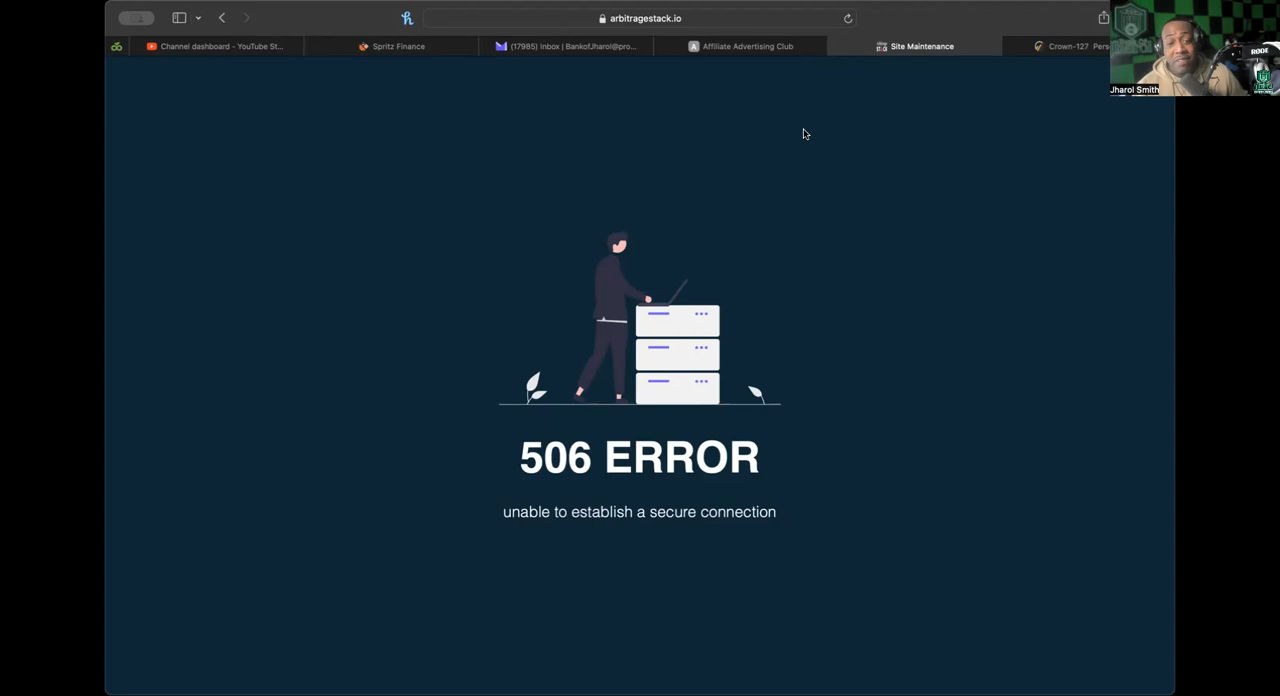 arbitragestack.io
Channel dashboard - YouTube St...
Spritz Finance
(17985) Inbox | BankofJharol@pro...
Affiliate Advertising Club
Site Maintenance
Crown-127 Pers
RODE
Jharol Smith
506 ERROR
unable to establish a secure connection